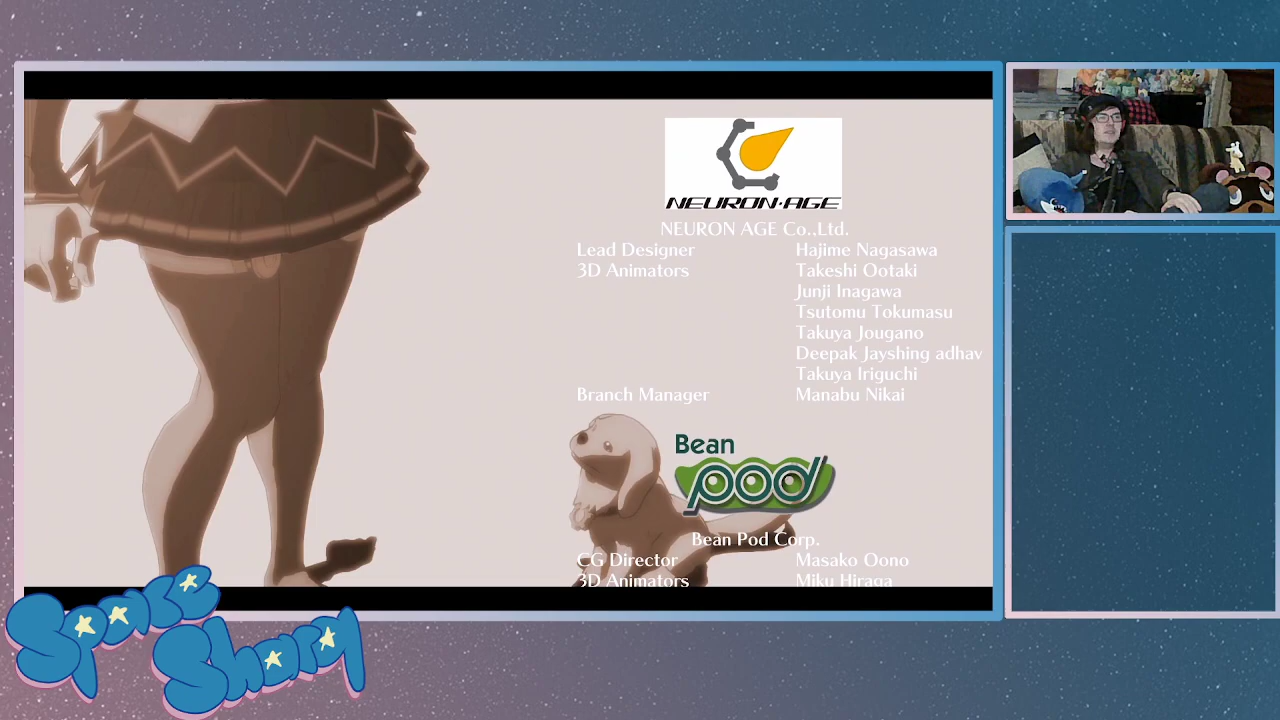 NEURON·AGE
NEURON AGE Co.,Ltd.
Lead Designer Hajime Nagasawa
3D Animators Takeshi Ootaki
Junji Inagawa
Tsutomu Tokumasu
Takuya Jougano
Deepak Jayshing adhav
Takuya Iriguchi
Branch Manager Manabu Nikai
Bean
pod
Bean Pod Corp.
CG Director Masako Oono
3D Animators Miku Hiraga
Space
Sharq